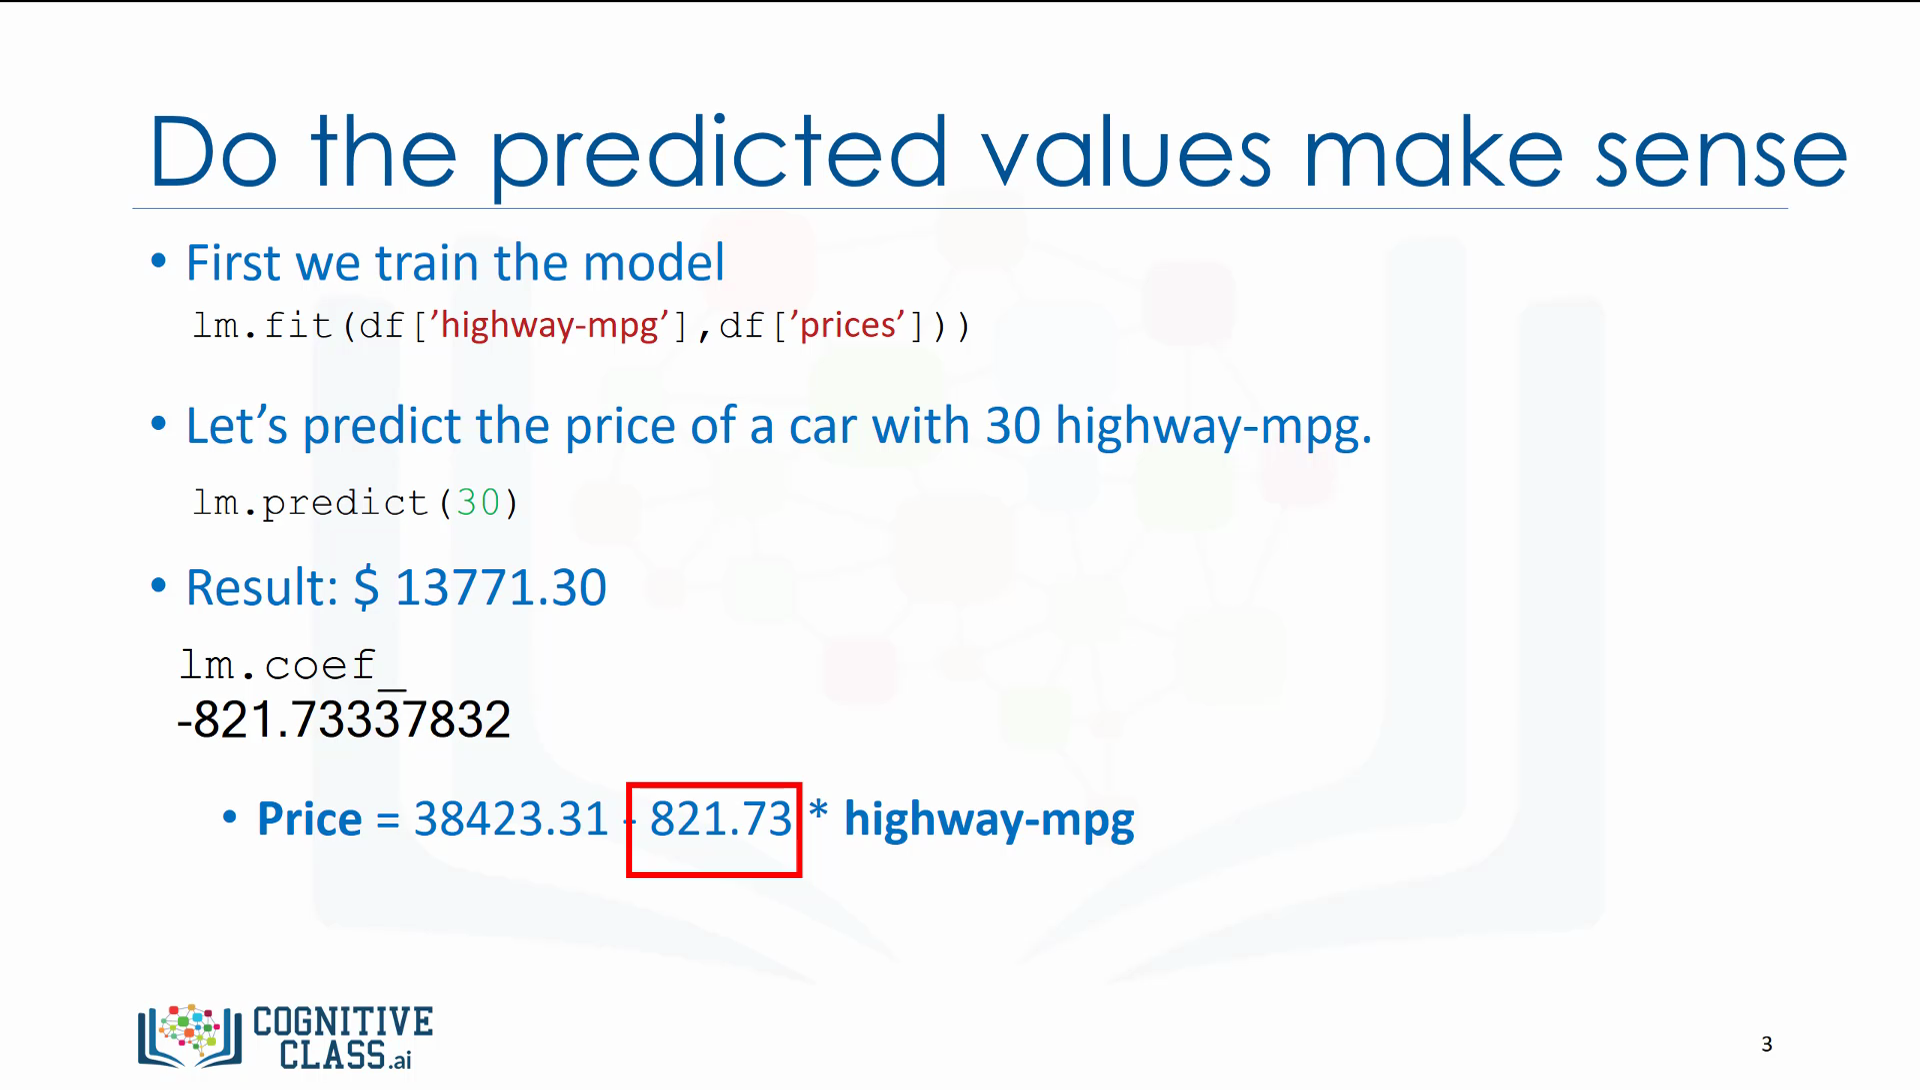 Do the predicted values make sense
• First we train the model
lm.fit(df[’highway-mpg’],df[’prices’]))
• Let’s predict the price of a car with 30 highway-mpg.
lm.predict(30)
• Result: $ 13771.30
lm.coef_
-821.73337832
• Price = 38423.31 - 821.73 * highway-mpg
COGNITIVE
CLASS.ai
3